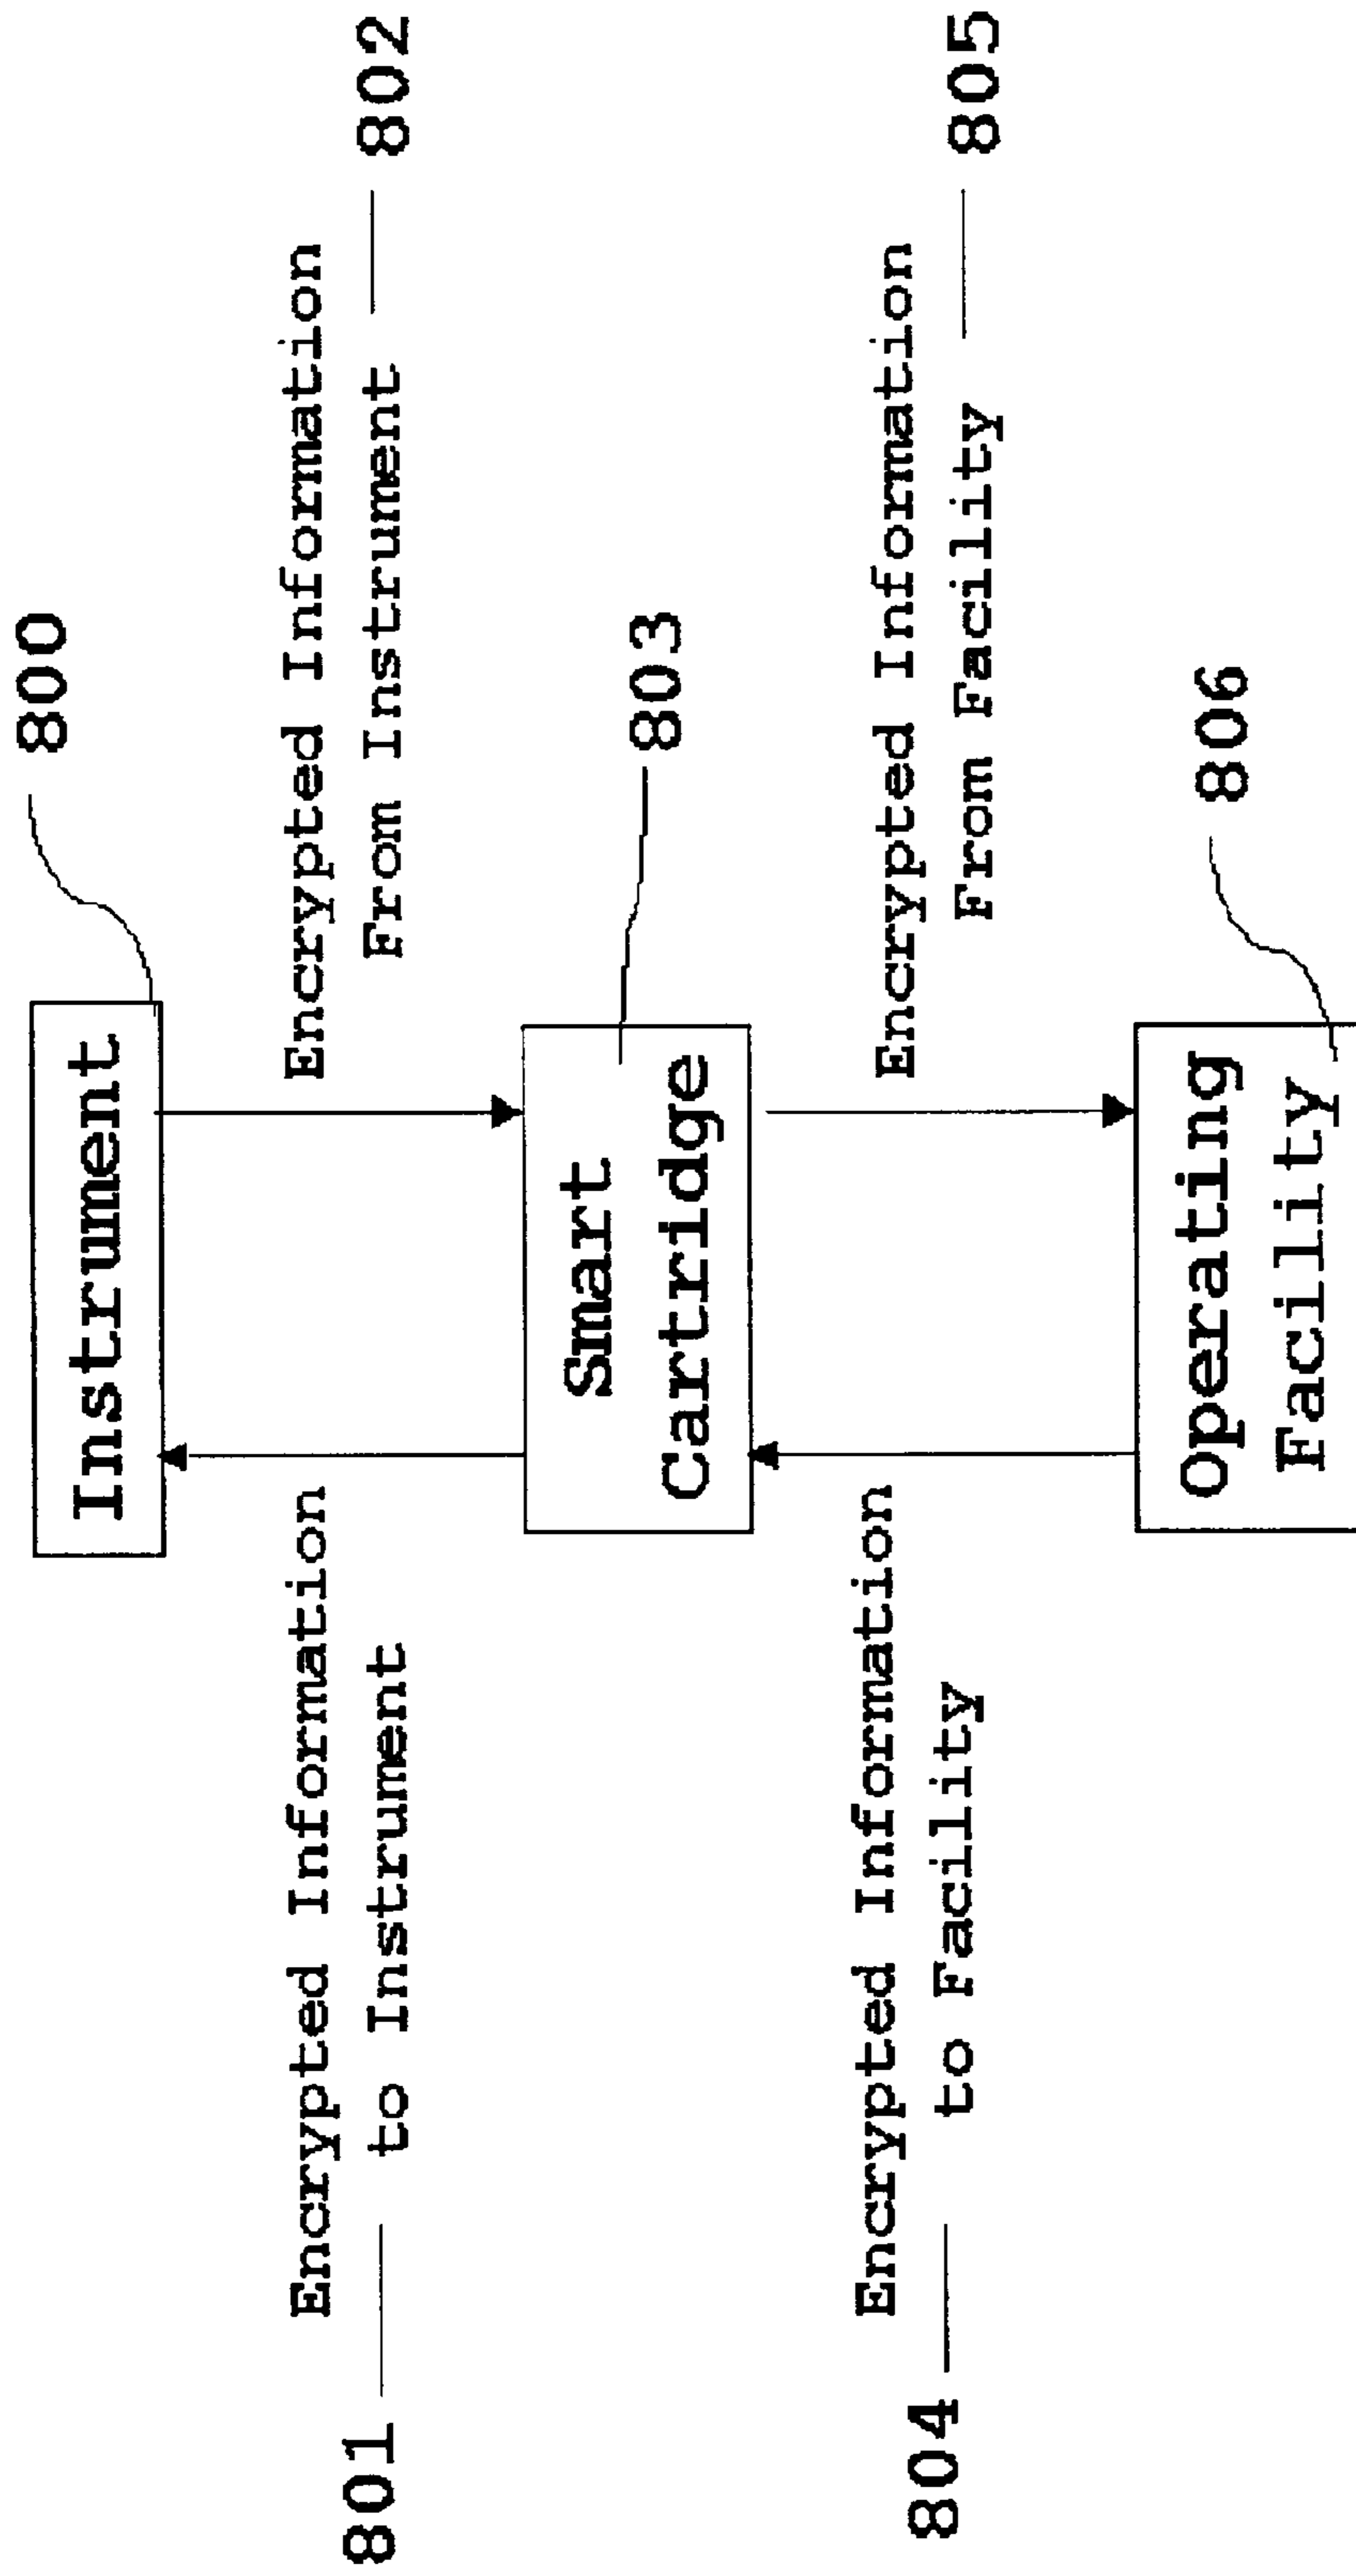 800
Instrument
Encrypted Information
to Instrument
801
Encrypted Information
From Instrument
802
Smart
Cartridge
803
Encrypted Information
to Facility
804
Encrypted Information
From Facility
805
Operating
Facility
806